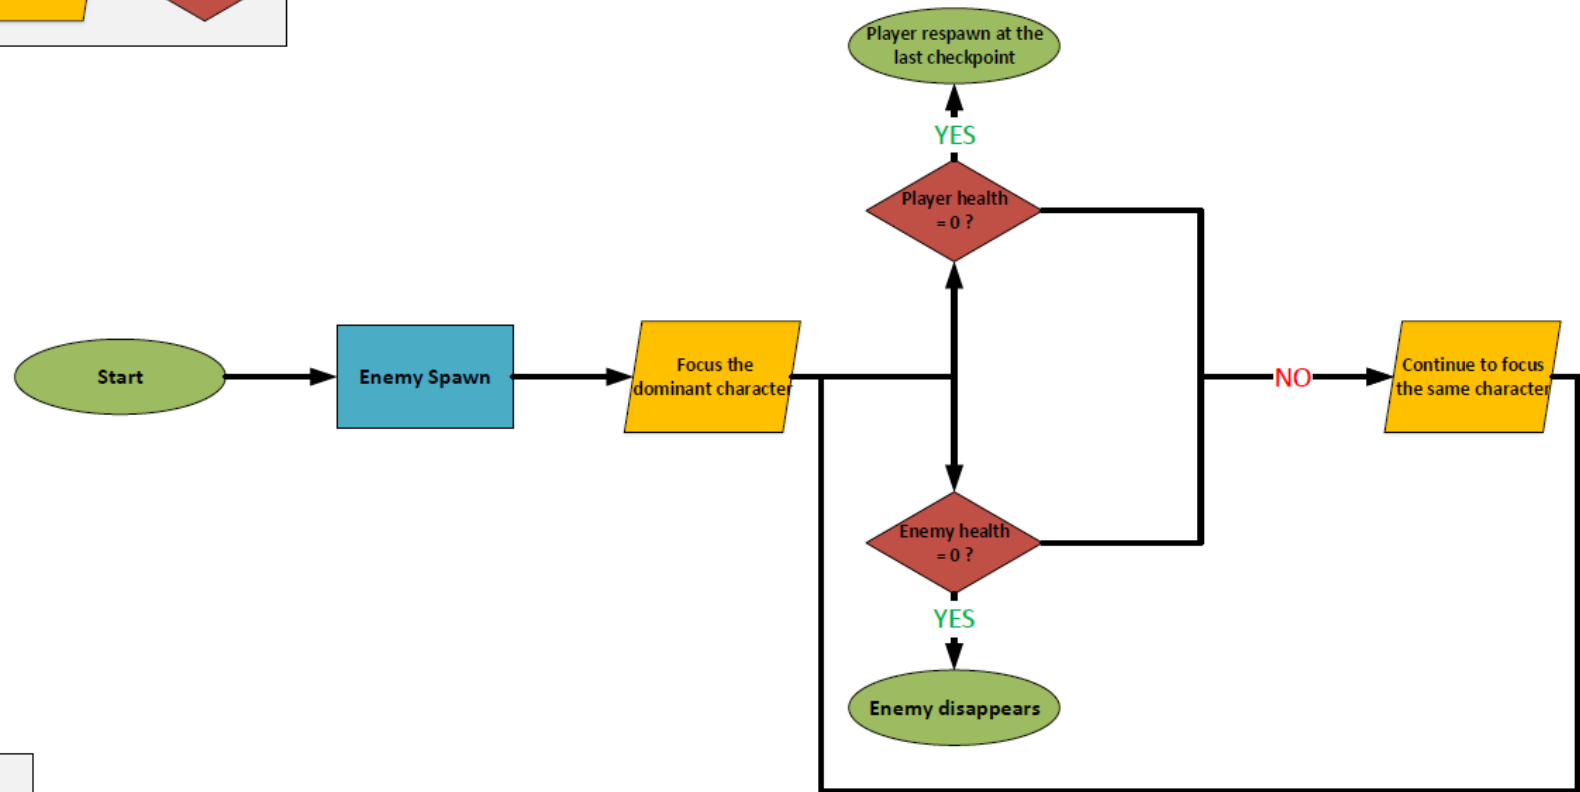 Player respawn at the
last checkpoint
YES
Player health
= 0 ?
Start
Enemy Spawn
Focus the
dominant character
NO
Continue to focus
the same character
Enemy health
= 0 ?
YES
Enemy disappears